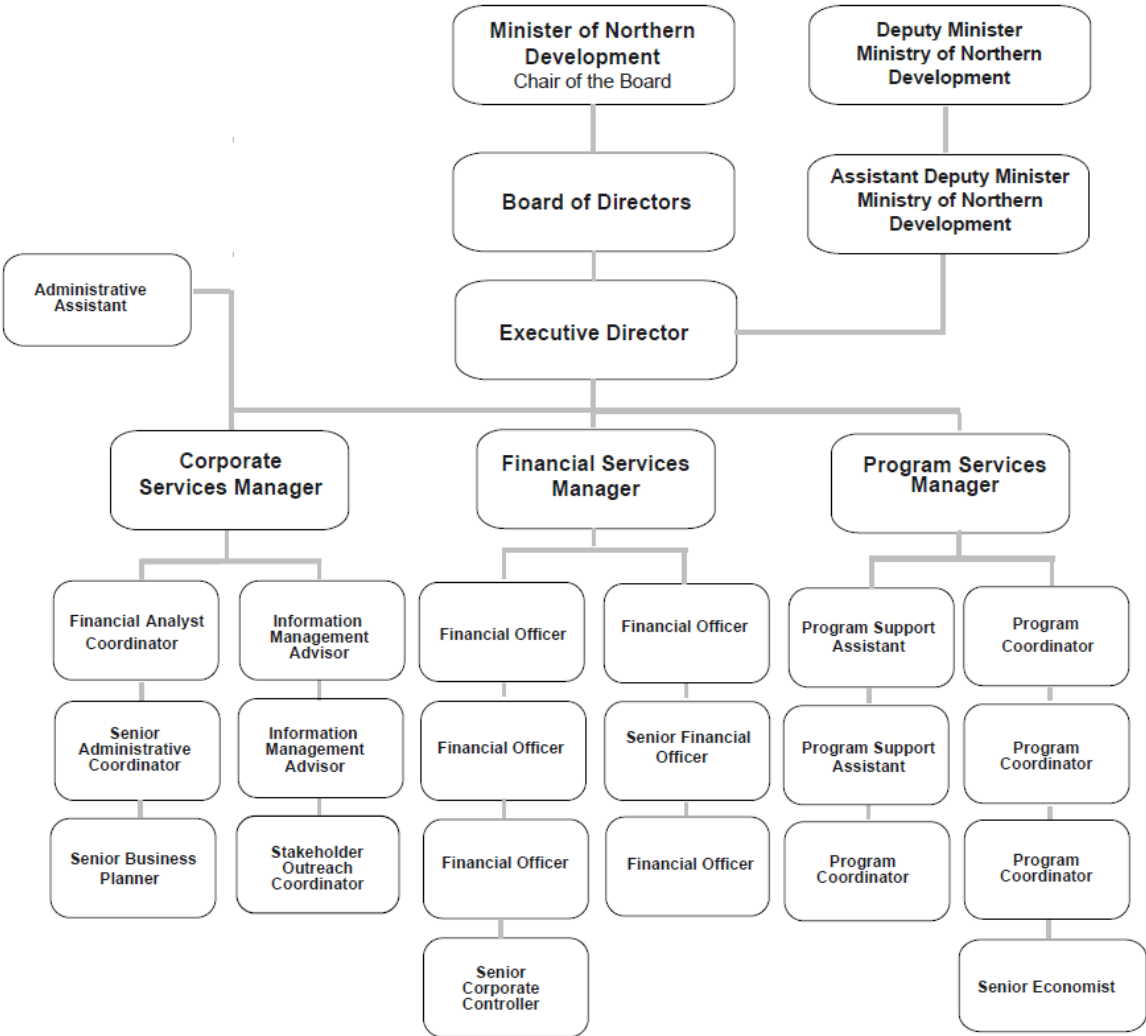 Minister of Northern
Development
Chair of the Board
Deputy Minister
Ministry of Northern
Development
Board of Directors
Assistant Deputy Minister
Ministry of Northern
Development
Administrative
Assistant
Executive Director
Corporate
Services Manager
Financial Services
Manager
Program Services
Manager
Financial Analyst
Coordinator
Information
Management
Advisor
Financial Officer
Financial Officer
Program Support
Assistant
Program
Coordinator
Senior
Administrative
Coordinator
Information
Management
Advisor
Financial Officer
Senior Financial
Officer
Program Support
Assistant
Program
Coordinator
Senior Business
Planner
Stakeholder
Outreach
Coordinator
Financial Officer
Financial Officer
Program
Coordinator
Program
Coordinator
Senior
Corporate
Controller
Senior Economist